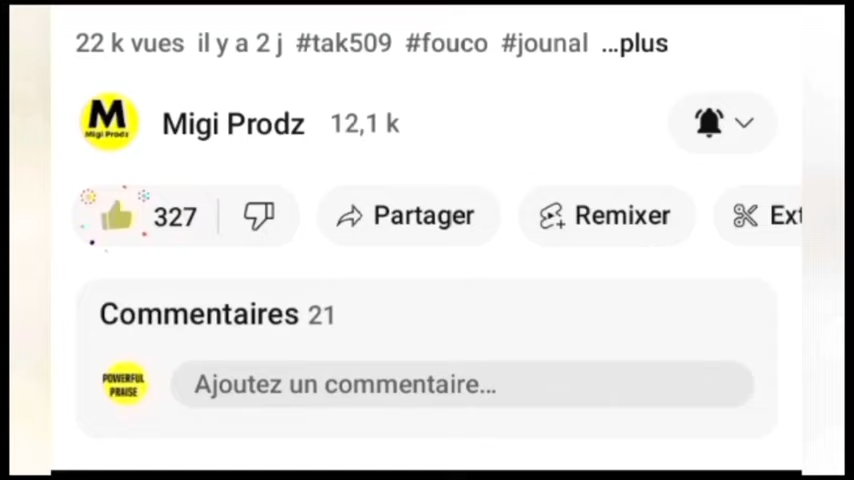 22 k vues il y a 2 j #tak509 #fouco #jounal ...plus
M
Migi Prodz
Migi Prodz 12,1 k
327 Partager Remixer Ext
Commentaires 21
POWERFUL
PRAISE
Ajoutez un commentaire...